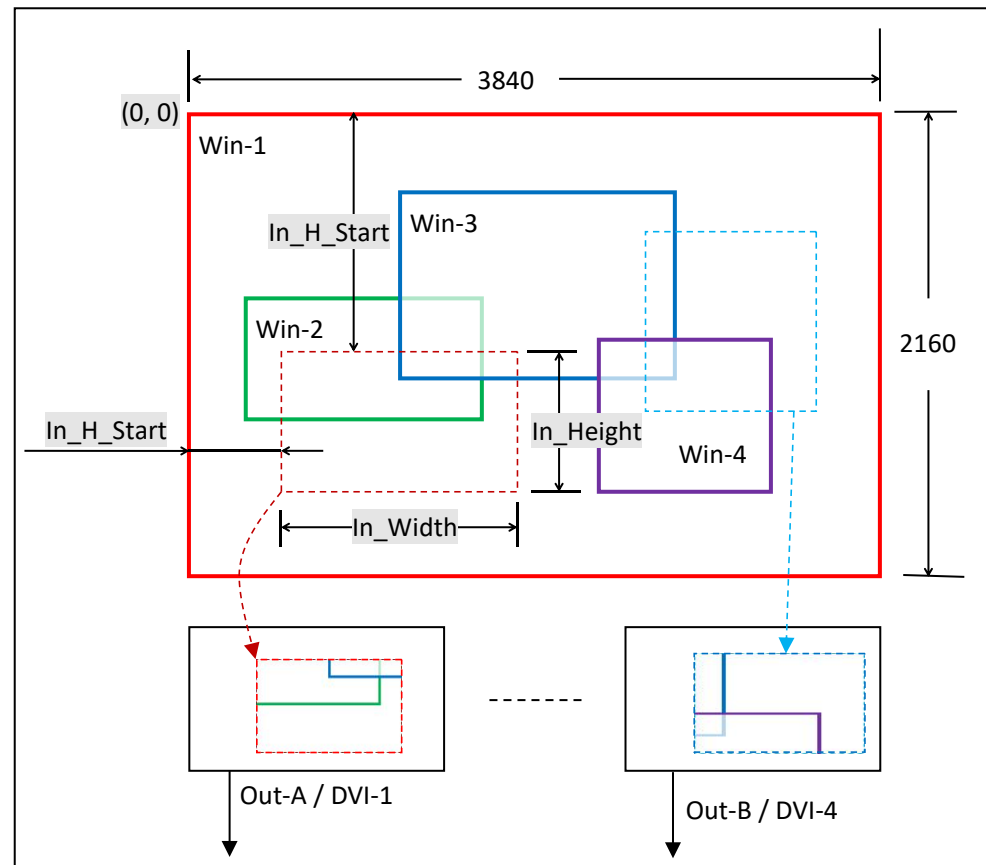 3840
(0, 0)
Win-1
In_H_Start
Win-3
Win-2
2160
In_H_Start
In_Height
Win-4
In_Width
Out-A / DVI-1
Out-B / DVI-4